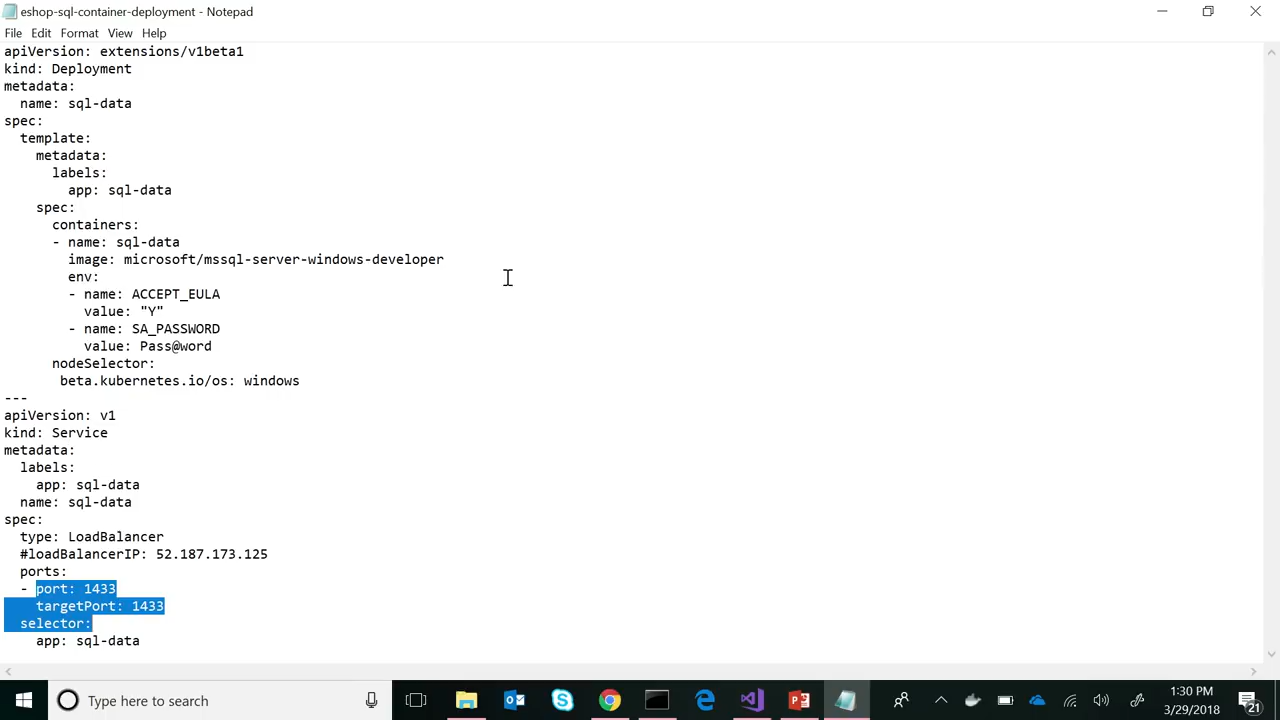 eshop-sql-container-deployment - Notepad
File Edit Format View Help
apiVersion: extensions/v1beta1
kind: Deployment
metadata:
  name: sql-data
spec:
  template:
    metadata:
      labels:
        app: sql-data
    spec:
      containers:
      - name: sql-data
        image: microsoft/mssql-server-windows-developer
        env:
        - name: ACCEPT_EULA
          value: "Y"
        - name: SA_PASSWORD
          value: Pass@word
      nodeSelector:
       beta.kubernetes.io/os: windows
---
apiVersion: v1
kind: Service
metadata:
  labels:
    app: sql-data
  name: sql-data
spec:
  type: LoadBalancer
  #loadBalancerIP: 52.187.173.125
  ports:
  - port: 1433
    targetPort: 1433
  selector:
    app: sql-data
Type here to search
1:30 PM
3/29/2018
21